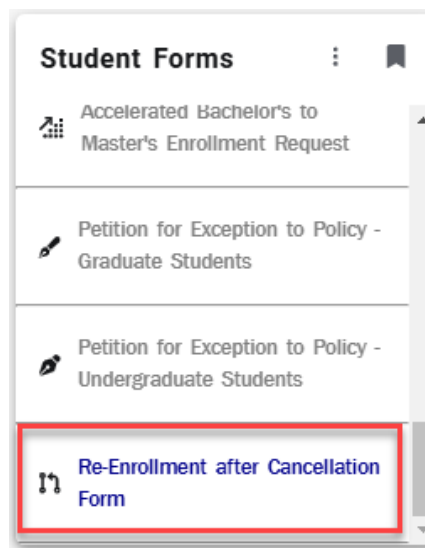 Student Forms
Accelerated Bachelor's to
Master's Enrollment Request
Petition for Exception to Policy -
Graduate Students
Petition for Exception to Policy -
Undergraduate Students
Re-Enrollment after Cancellation
Form